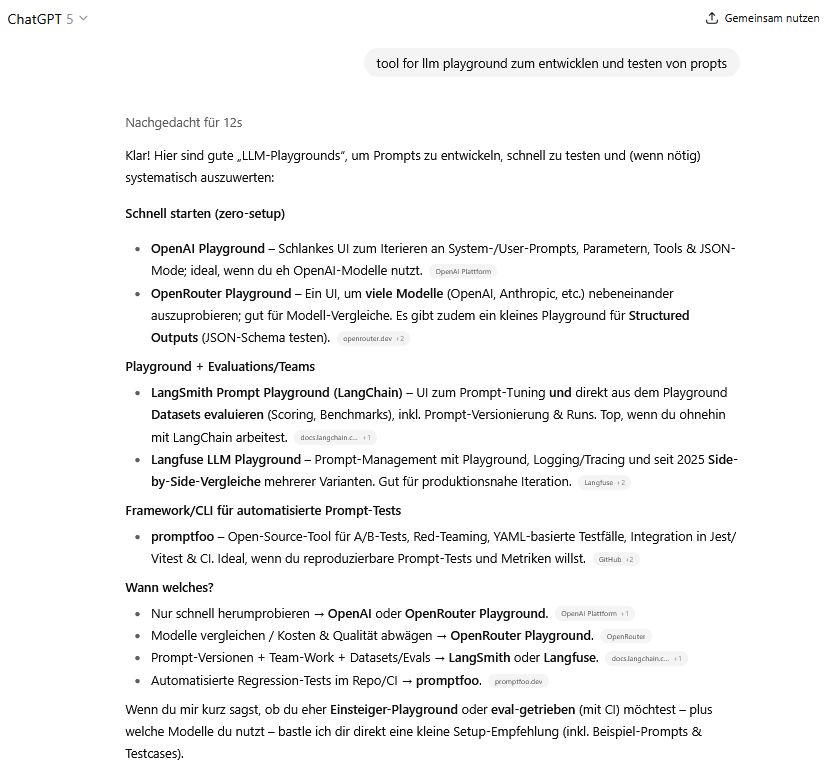 ChatGPT 5
Gemeinsam nutzen
tool for llm playground zum entwicklen und testen von propts
Nachgedacht für 12s
Klar! Hier sind gute „LLM-Playgrounds“, um Prompts zu entwickeln, schnell zu testen und (wenn nötig)
systematisch auszuwerten:
Schnell starten (zero-setup)
• OpenAI Playground – Schlankes UI zum Iterieren an System-/User-Prompts, Parametern, Tools & JSON-
Mode; ideal, wenn du eh OpenAI-Modelle nutzt. OpenAI Plattform
• OpenRouter Playground – Ein UI, um viele Modelle (OpenAI, Anthropic, etc.) nebeneinander
auszuprobieren; gut für Modell-Vergleiche. Es gibt zudem ein kleines Playground für Structured
Outputs (JSON-Schema testen). openrouter.dev +2
Playground + Evaluations/Teams
• LangSmith Prompt Playground (LangChain) – UI zum Prompt-Tuning und direkt aus dem Playground
Datasets evaluieren (Scoring, Benchmarks), inkl. Prompt-Versionierung & Runs. Top, wenn du ohnehin
mit LangChain arbeitest. docs.langchain.c... +1
• Langfuse LLM Playground – Prompt-Management mit Playground, Logging/Tracing und seit 2025 Side-
by-Side-Vergleiche mehrerer Varianten. Gut für produktionsnahe Iteration. Langfuse +2
Framework/CLI für automatisierte Prompt-Tests
• promptfoo – Open-Source-Tool für A/B-Tests, Red-Teaming, YAML-basierte Testfälle, Integration in Jest/
Vitest & CI. Ideal, wenn du reproduzierbare Prompt-Tests und Metriken willst. GitHub +2
Wann welches?
• Nur schnell herumprobieren → OpenAI oder OpenRouter Playground. OpenAI Plattform +1
• Modelle vergleichen / Kosten & Qualität abwägen → OpenRouter Playground. OpenRouter
• Prompt-Versionen + Team-Work + Datasets/Evals → LangSmith oder Langfuse. docs.langchain.c... +1
• Automatisierte Regression-Tests im Repo/CI → promptfoo. promptfoo.dev
Wenn du mir kurz sagst, ob du eher Einsteiger-Playground oder eval-getrieben (mit CI) möchtest – plus
welche Modelle du nutzt – bastle ich dir direkt eine kleine Setup-Empfehlung (inkl. Beispiel-Prompts &
Testcases).